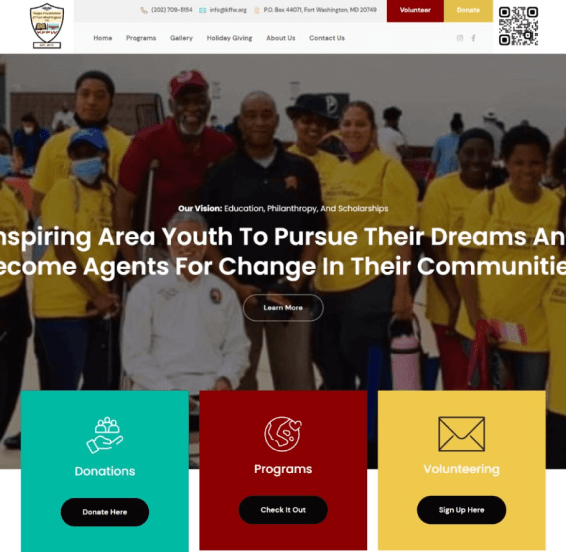 (202) 709-5154 info@kffw.org P.O. Box 44071, Fort Washington, MD 20749 Volunteer Donate
Home Programs Gallery Holiday Giving About Us Contact Us
Our Vision: Education, Philanthropy, And Scholarships
nspiring Area Youth To Pursue Their Dreams An
ecome Agents For Change In Their Communitie
Learn More
Donations
Programs
Volunteering
Donate Here
Check It Out
Sign Up Here